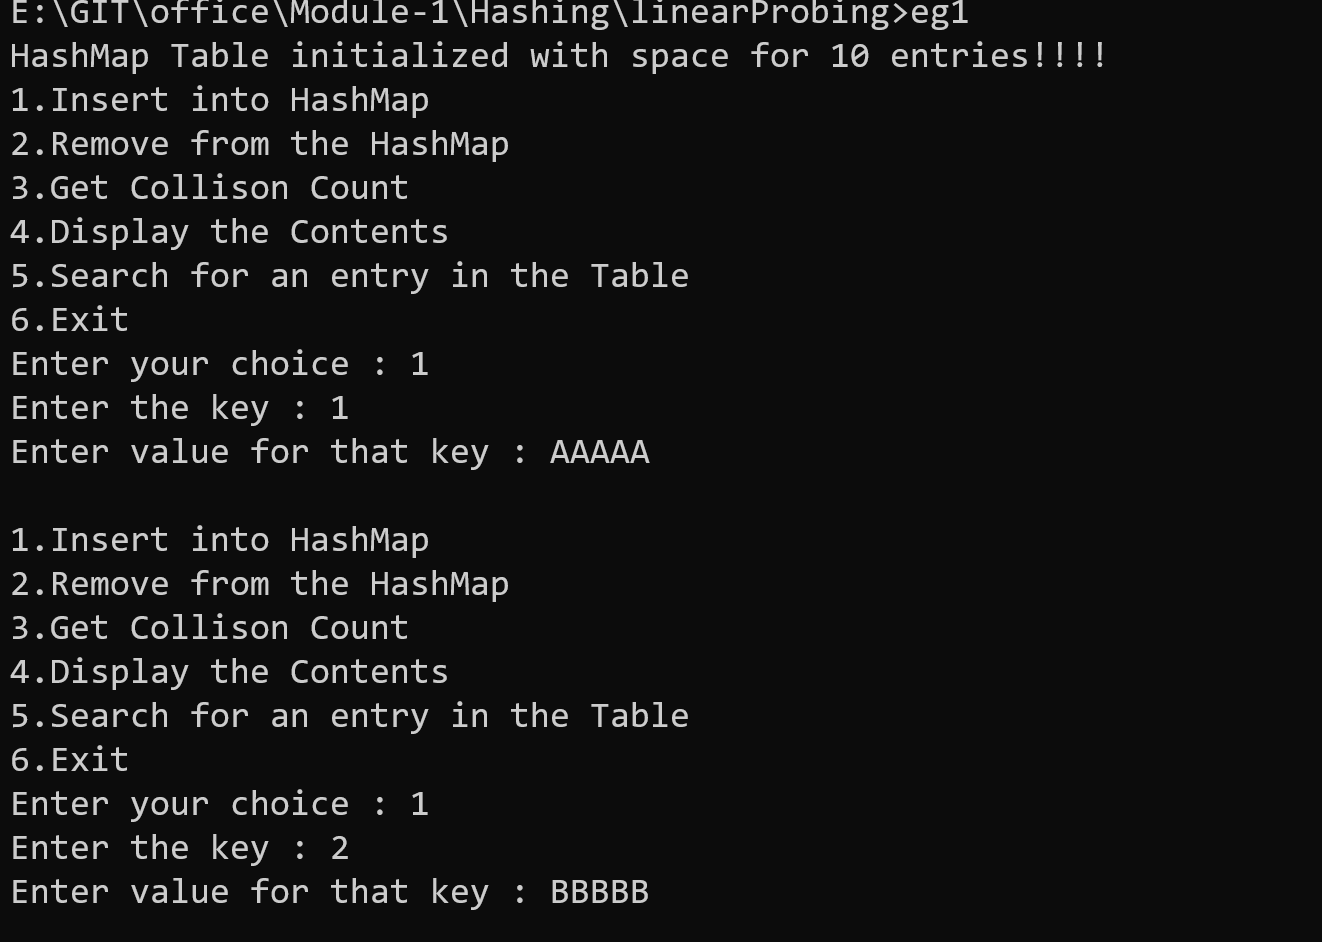 E:\GIT\office\Module-1\Hashing\linearProbing>eg1
HashMap Table initialized with space for 10 entries!!!!
1.Insert into HashMap
2.Remove from the HashMap
3.Get Collison Count
4.Display the Contents
5.Search for an entry in the Table
6.Exit
Enter your choice : 1
Enter the key : 1
Enter value for that key : AAAAA

1.Insert into HashMap
2.Remove from the HashMap
3.Get Collison Count
4.Display the Contents
5.Search for an entry in the Table
6.Exit
Enter your choice : 1
Enter the key : 2
Enter value for that key : BBBBB